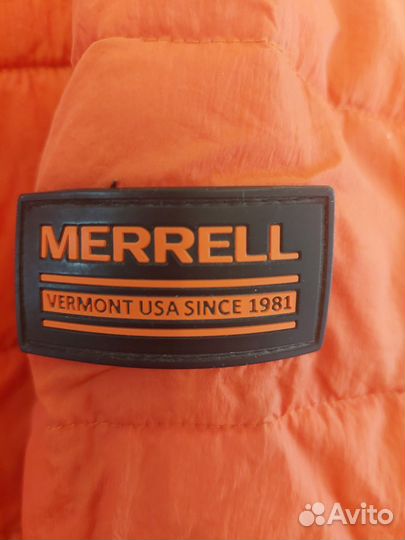 MERRELL
VERMONT USA SINCE 1981
Avito